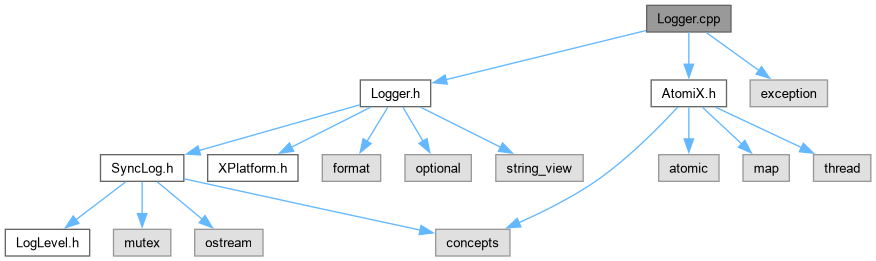 Logger.cpp
Logger.h
AtomiX.h
exception
SyncLog.h
XPlatform.h
format
optional
string_view
atomic
map
thread
LogLevel.h
mutex
ostream
concepts